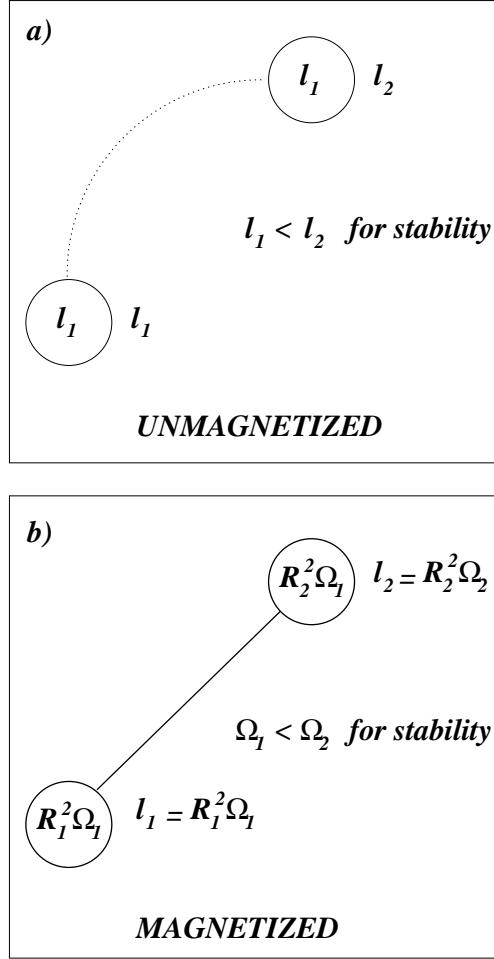 a)
l₁ l₂
l₁ < l₂ for stability
l₁ l₁
UNMAGNETIZED
b)
R₂²Ω₁ l₂ = R₂²Ω₂
Ω₁ < Ω₂ for stability
R₁²Ω₁ l₁ = R₁²Ω₁
MAGNETIZED